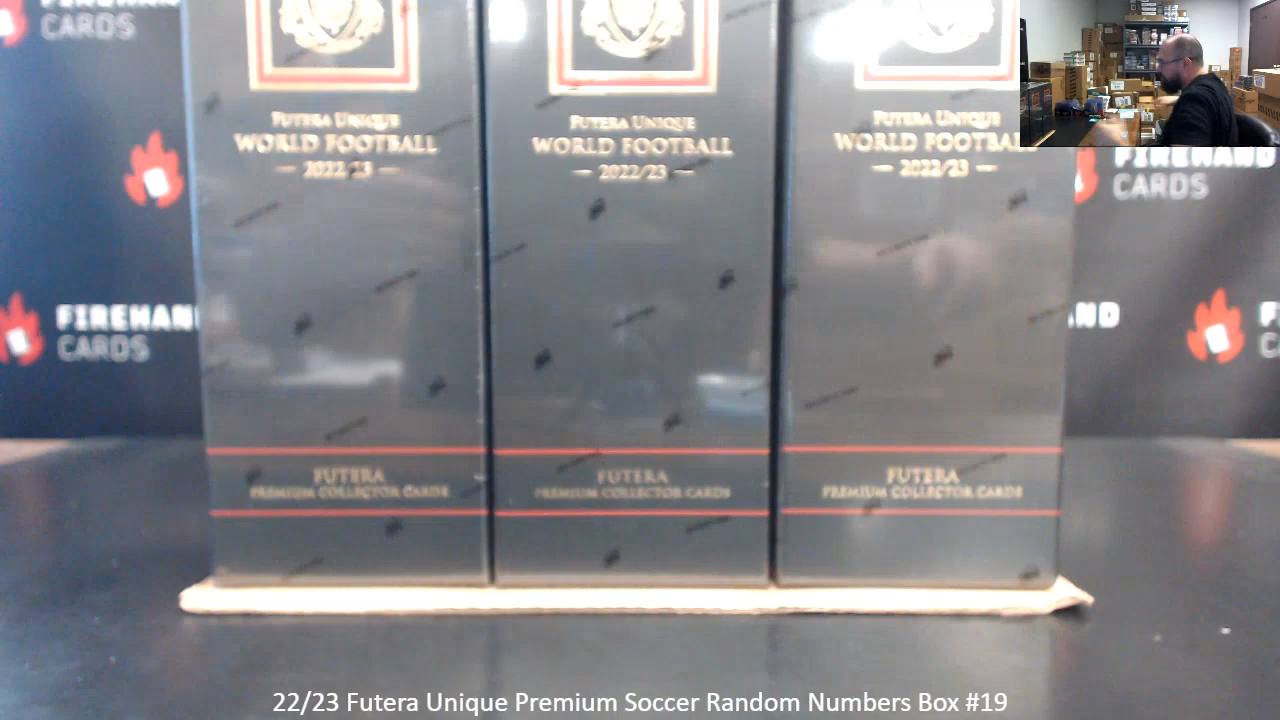 FIREHAND
CARDS
FUTERA UNIQUE
WORLD FOOTBALL
— 2022/23 —
FUTERA UNIQUE
WORLD FOOTBALL
— 2022/23 —
FUTERA UNIQUE
WORLD FOOTBALL
— 2022/23 —
FIREHAND
CARDS
FIREHAN
CARDS
AND
FUTERA
PREMIUM COLLECTOR CARDS
FUTERA
PREMIUM COLLECTOR CARDS
FUTERA
PREMIUM COLLECTOR CARDS
22/23 Futera Unique Premium Soccer Random Numbers Box #19